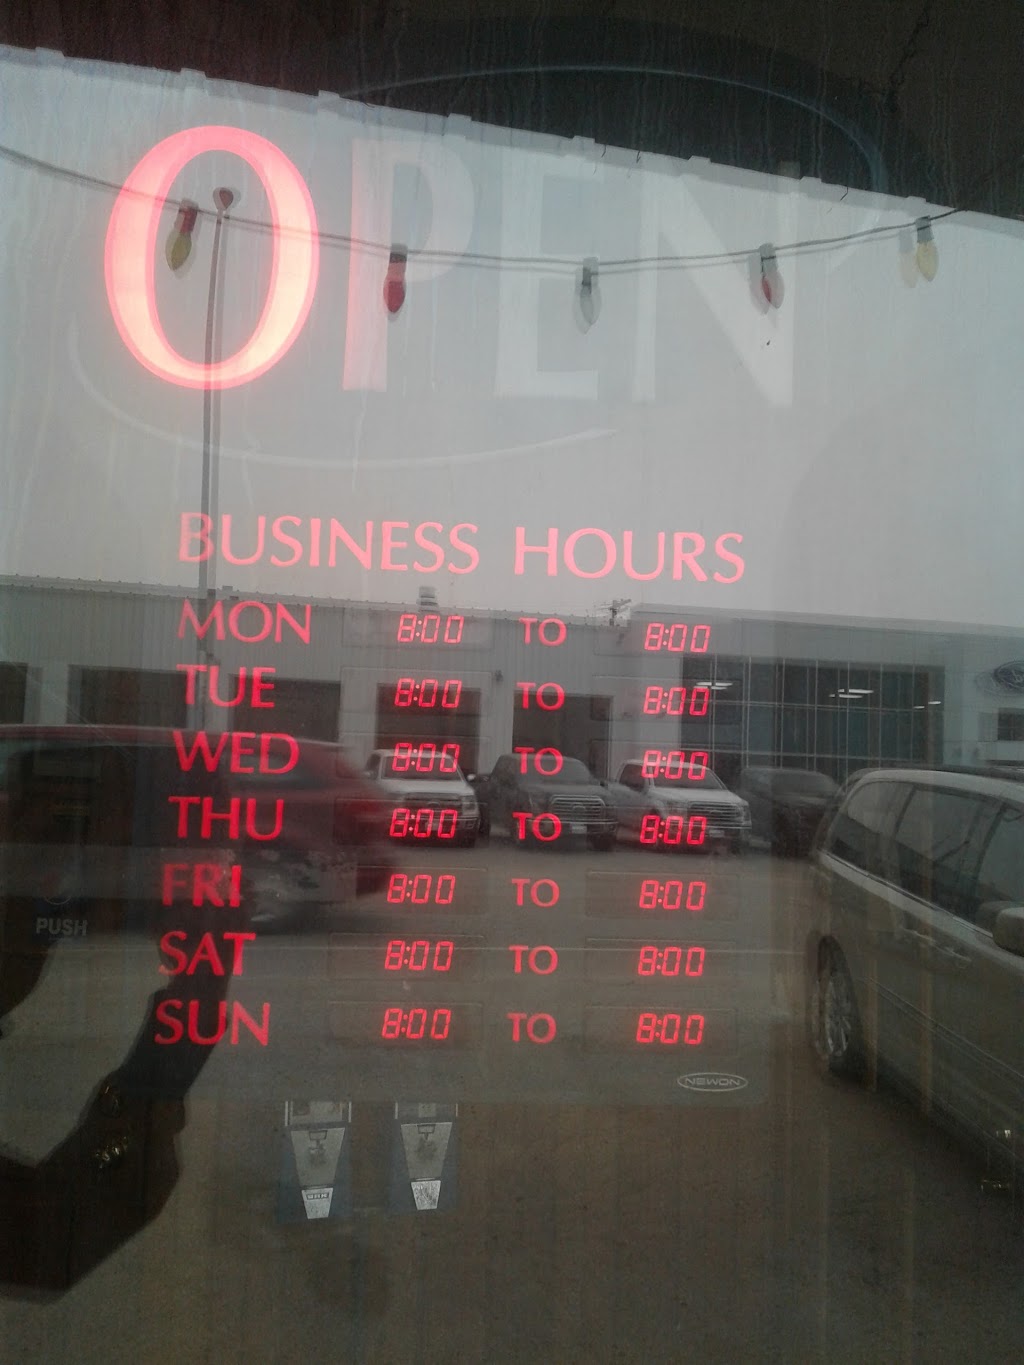 OPEN
BUSINESS HOURS
MON 8:00 TO 8:00
TUE 8:00 TO 8:00
WED 8:00 TO 8:00
THU 8:00 TO 8:00
FRI 8:00 TO 8:00
SAT 8:00 TO 8:00
SUN 8:00 TO 8:00
PUSH
NEWON